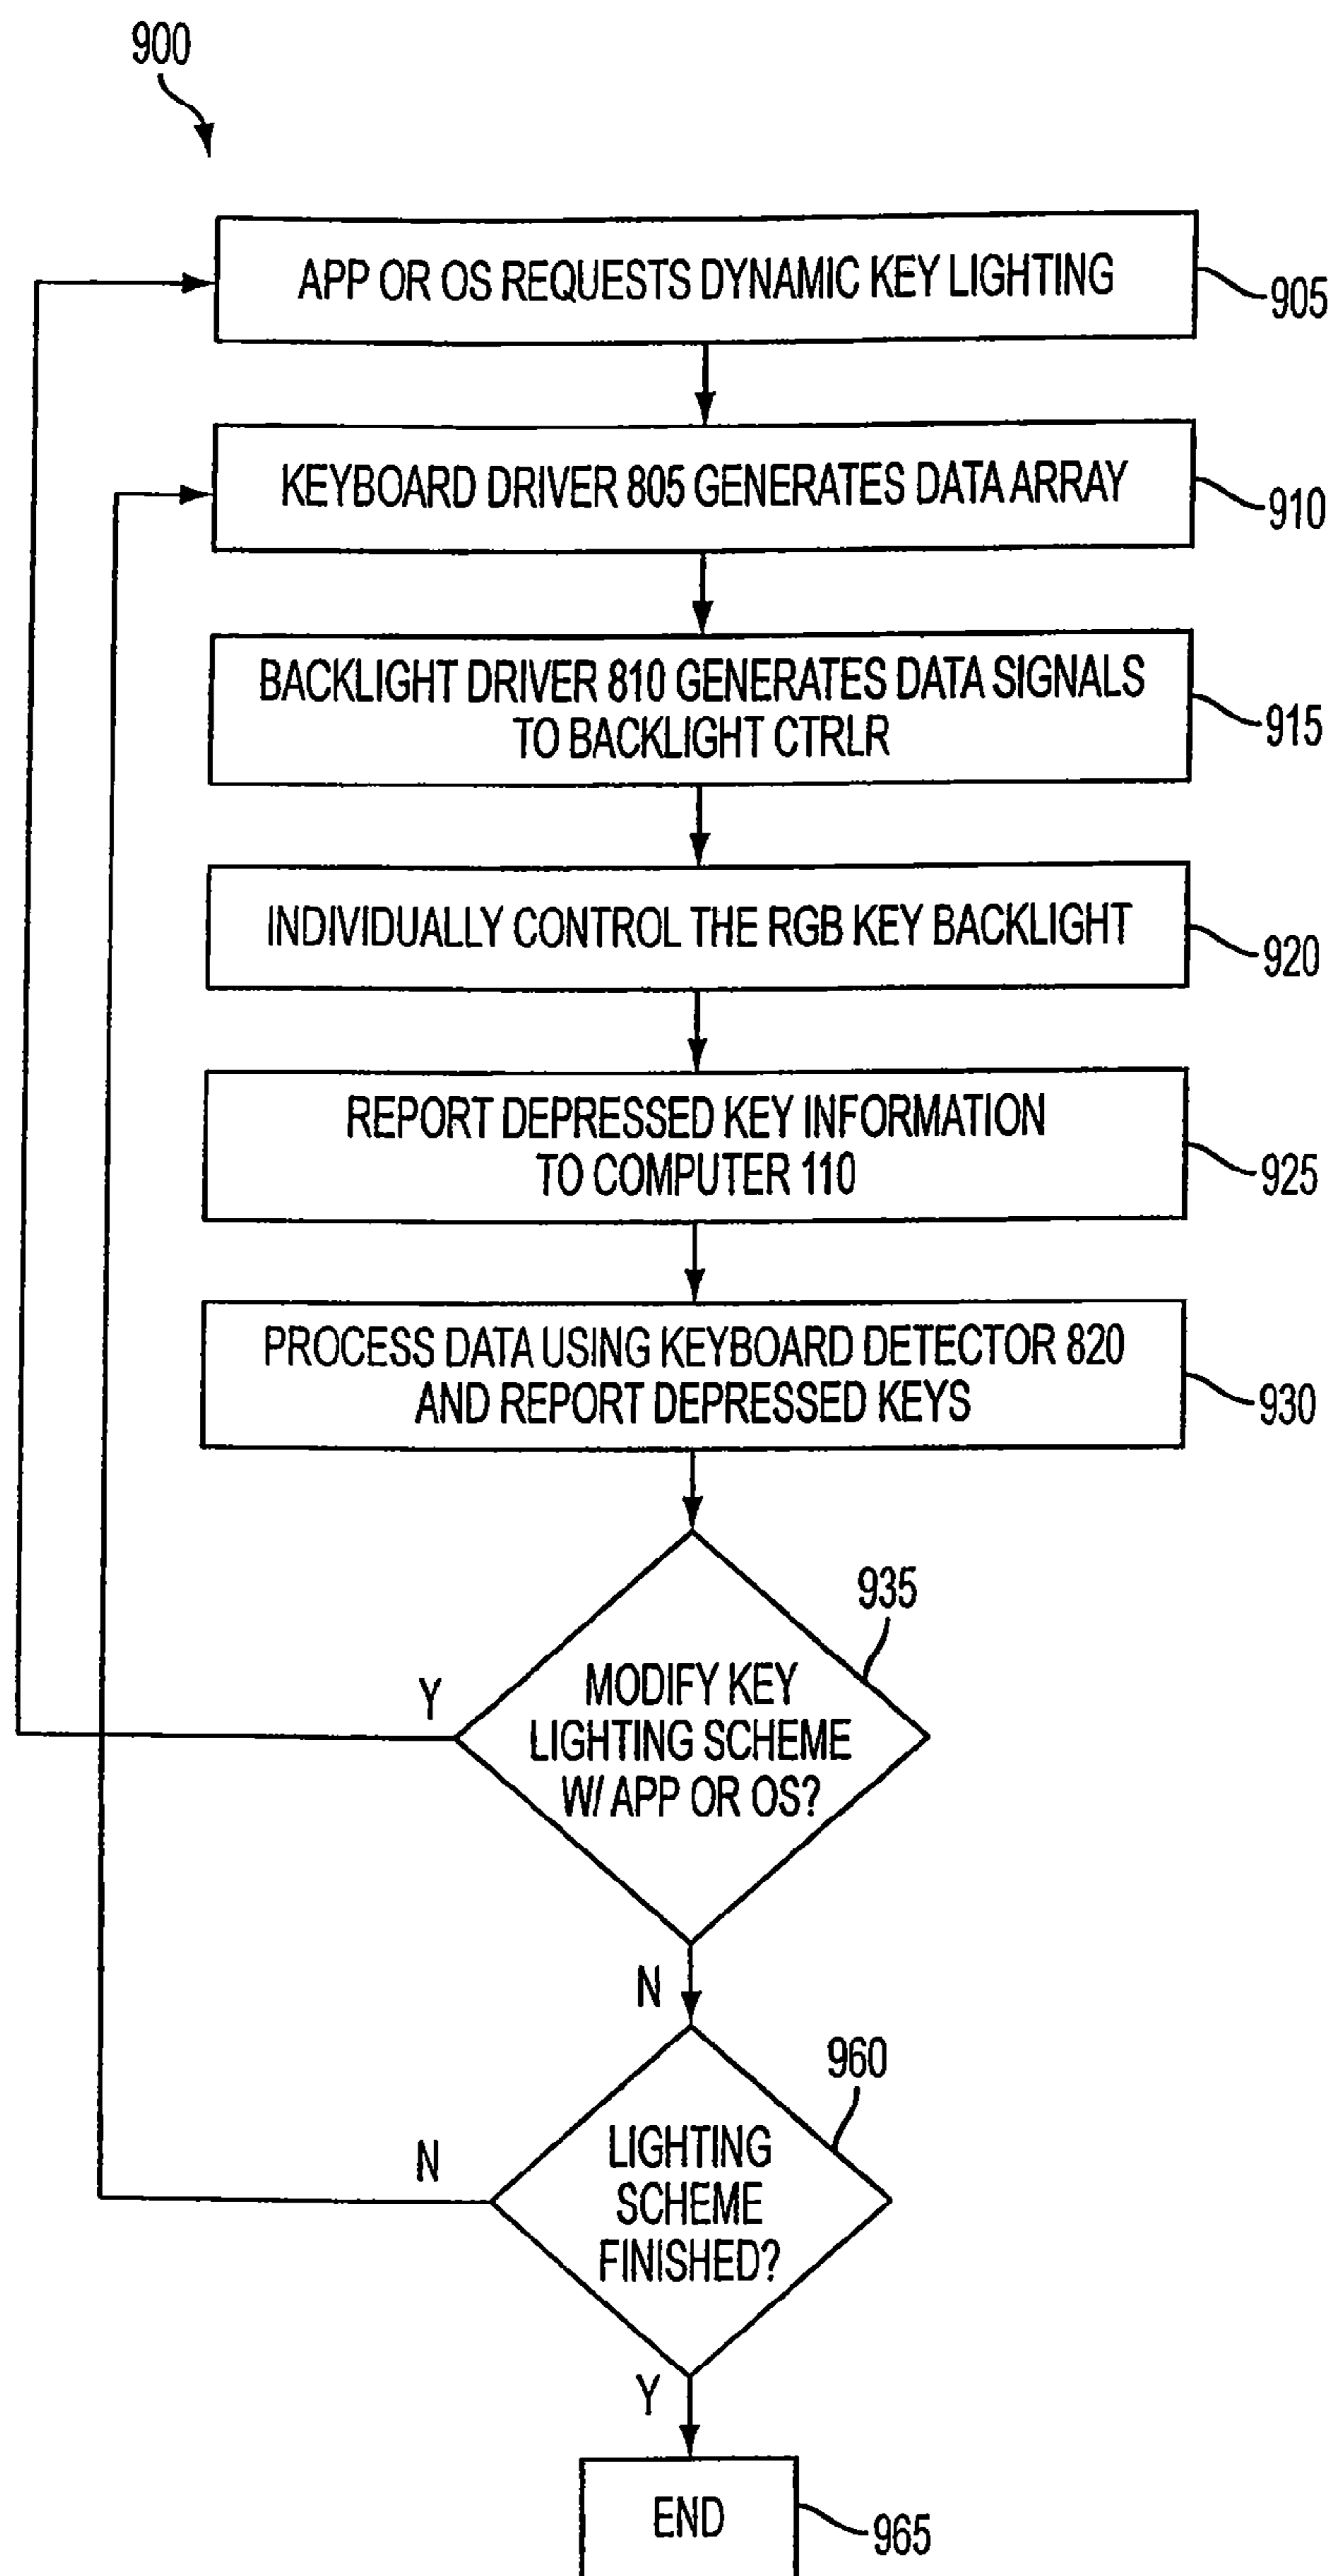 900
APP OR OS REQUESTS DYNAMIC KEY LIGHTING
905
KEYBOARD DRIVER 805 GENERATES DATA ARRAY
910
BACKLIGHT DRIVER 810 GENERATES DATA SIGNALS
TO BACKLIGHT CTRLR
915
INDIVIDUALLY CONTROL THE RGB KEY BACKLIGHT
920
REPORT DEPRESSED KEY INFORMATION
TO COMPUTER 110
925
PROCESS DATA USING KEYBOARD DETECTOR 820
AND REPORT DEPRESSED KEYS
930
935
Y
MODIFY KEY
LIGHTING SCHEME
W/ APP OR OS?
N
960
N
LIGHTING
SCHEME
FINISHED?
Y
END
965